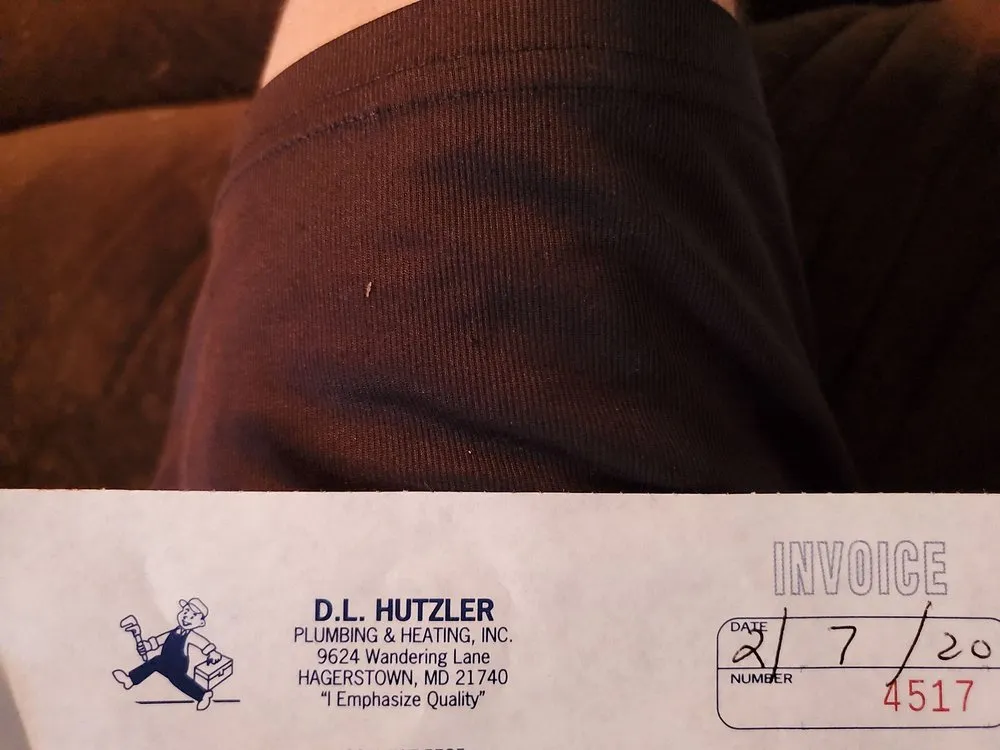 INVOICE
D.L. HUTZLER
PLUMBING & HEATING, INC.
9624 Wandering Lane
HAGERSTOWN, MD 21740
“I Emphasize Quality”
DATE
2/7/20
NUMBER
4517